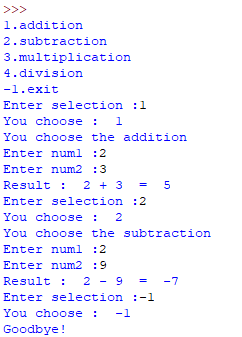 >>>
1.addition
2.subtraction
3.multiplication
4.division
-1.exit
Enter selection :1
You choose :  1
You choose the addition
Enter num1 :2
Enter num2 :3
Result :  2 + 3  =  5
Enter selection :2
You choose :  2
You choose the subtraction
Enter num1 :2
Enter num2 :9
Result :  2 - 9  =  -7
Enter selection :-1
You choose :  -1
Goodbye!